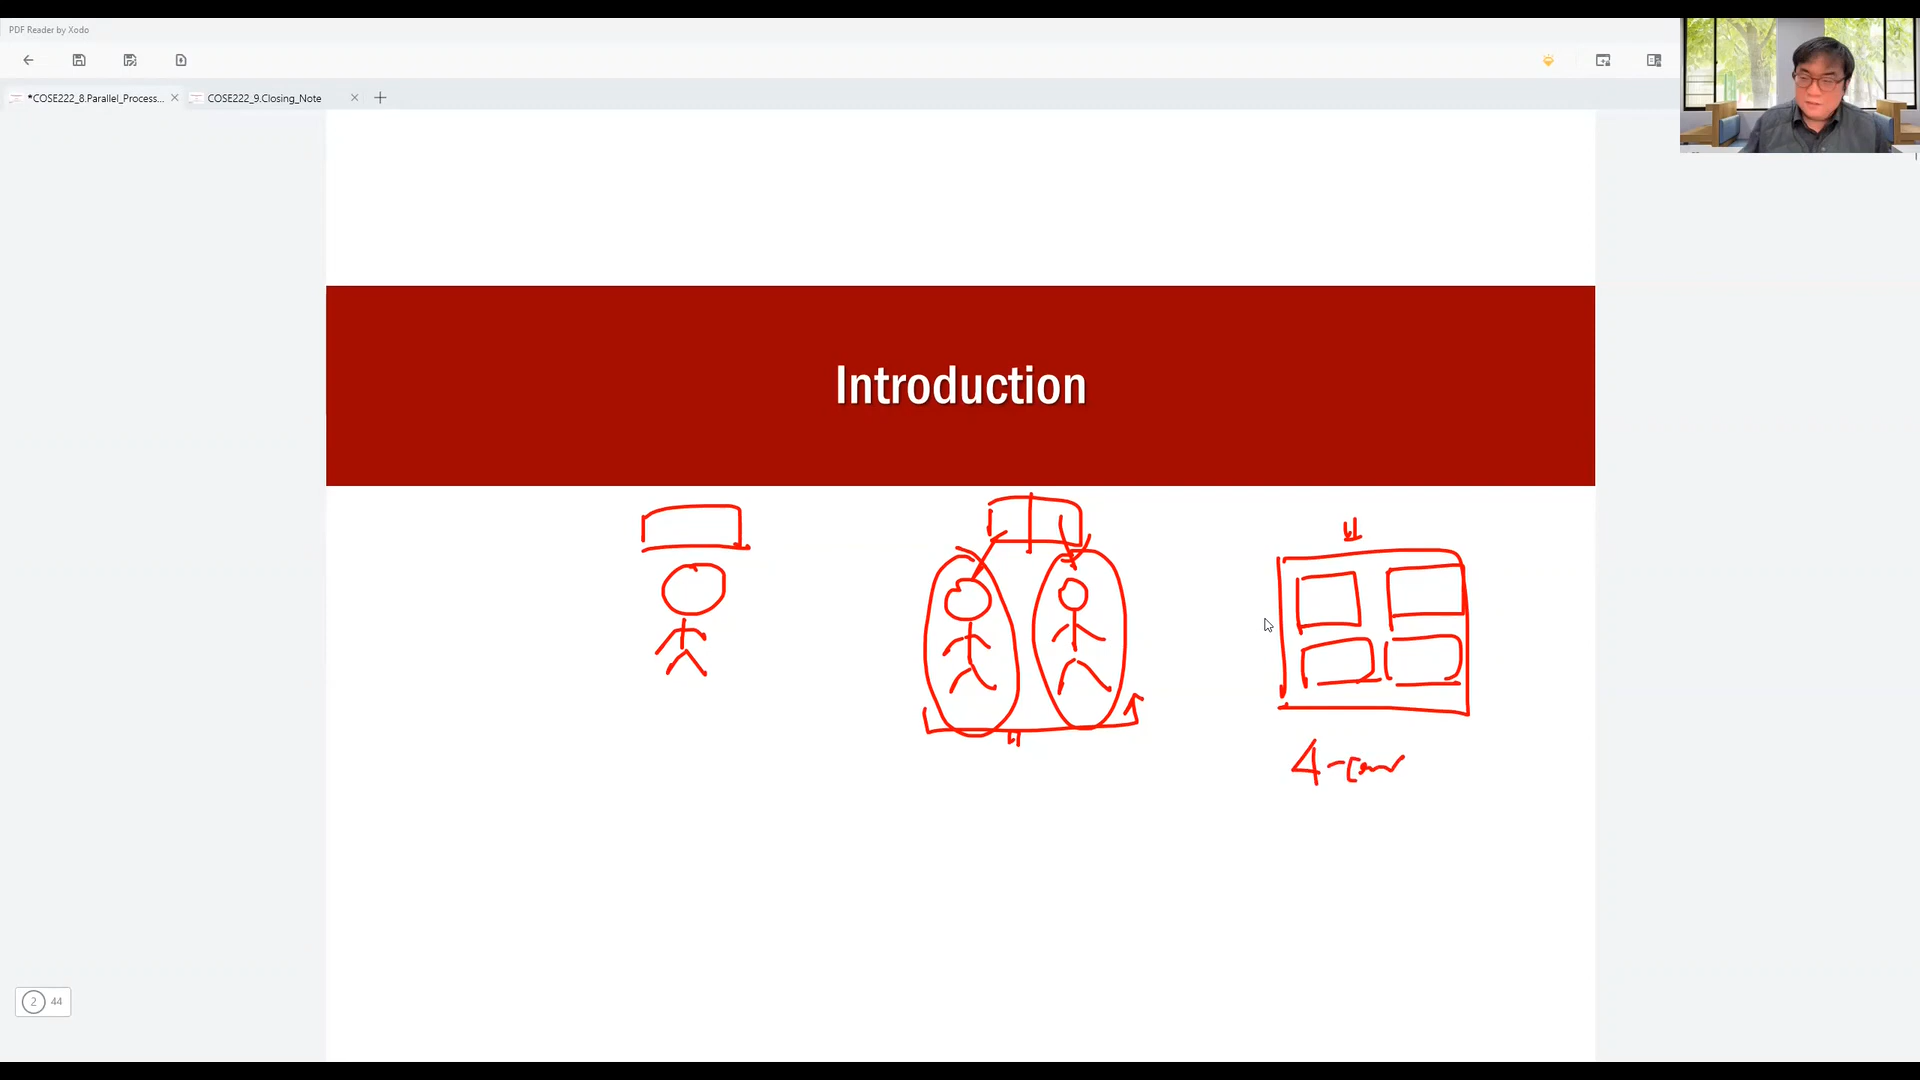 PDF Reader by Xodo
*COSE222_8.Parallel_Process...
COSE222_9.Closing_Note
Introduction
4-core
2 44